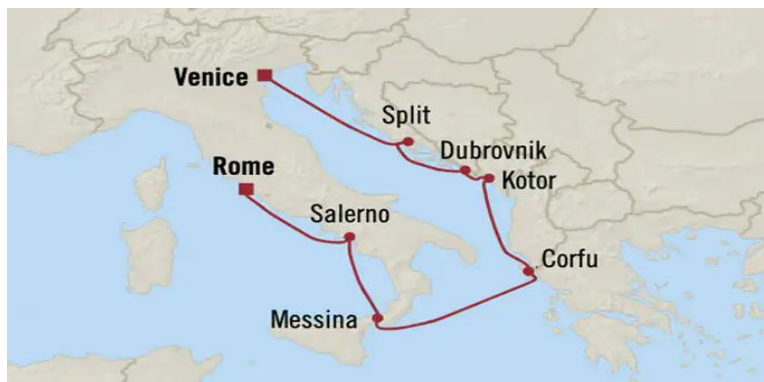 Venice
Split
Dubrovnik
Rome
Kotor
Salerno
Corfu
Messina